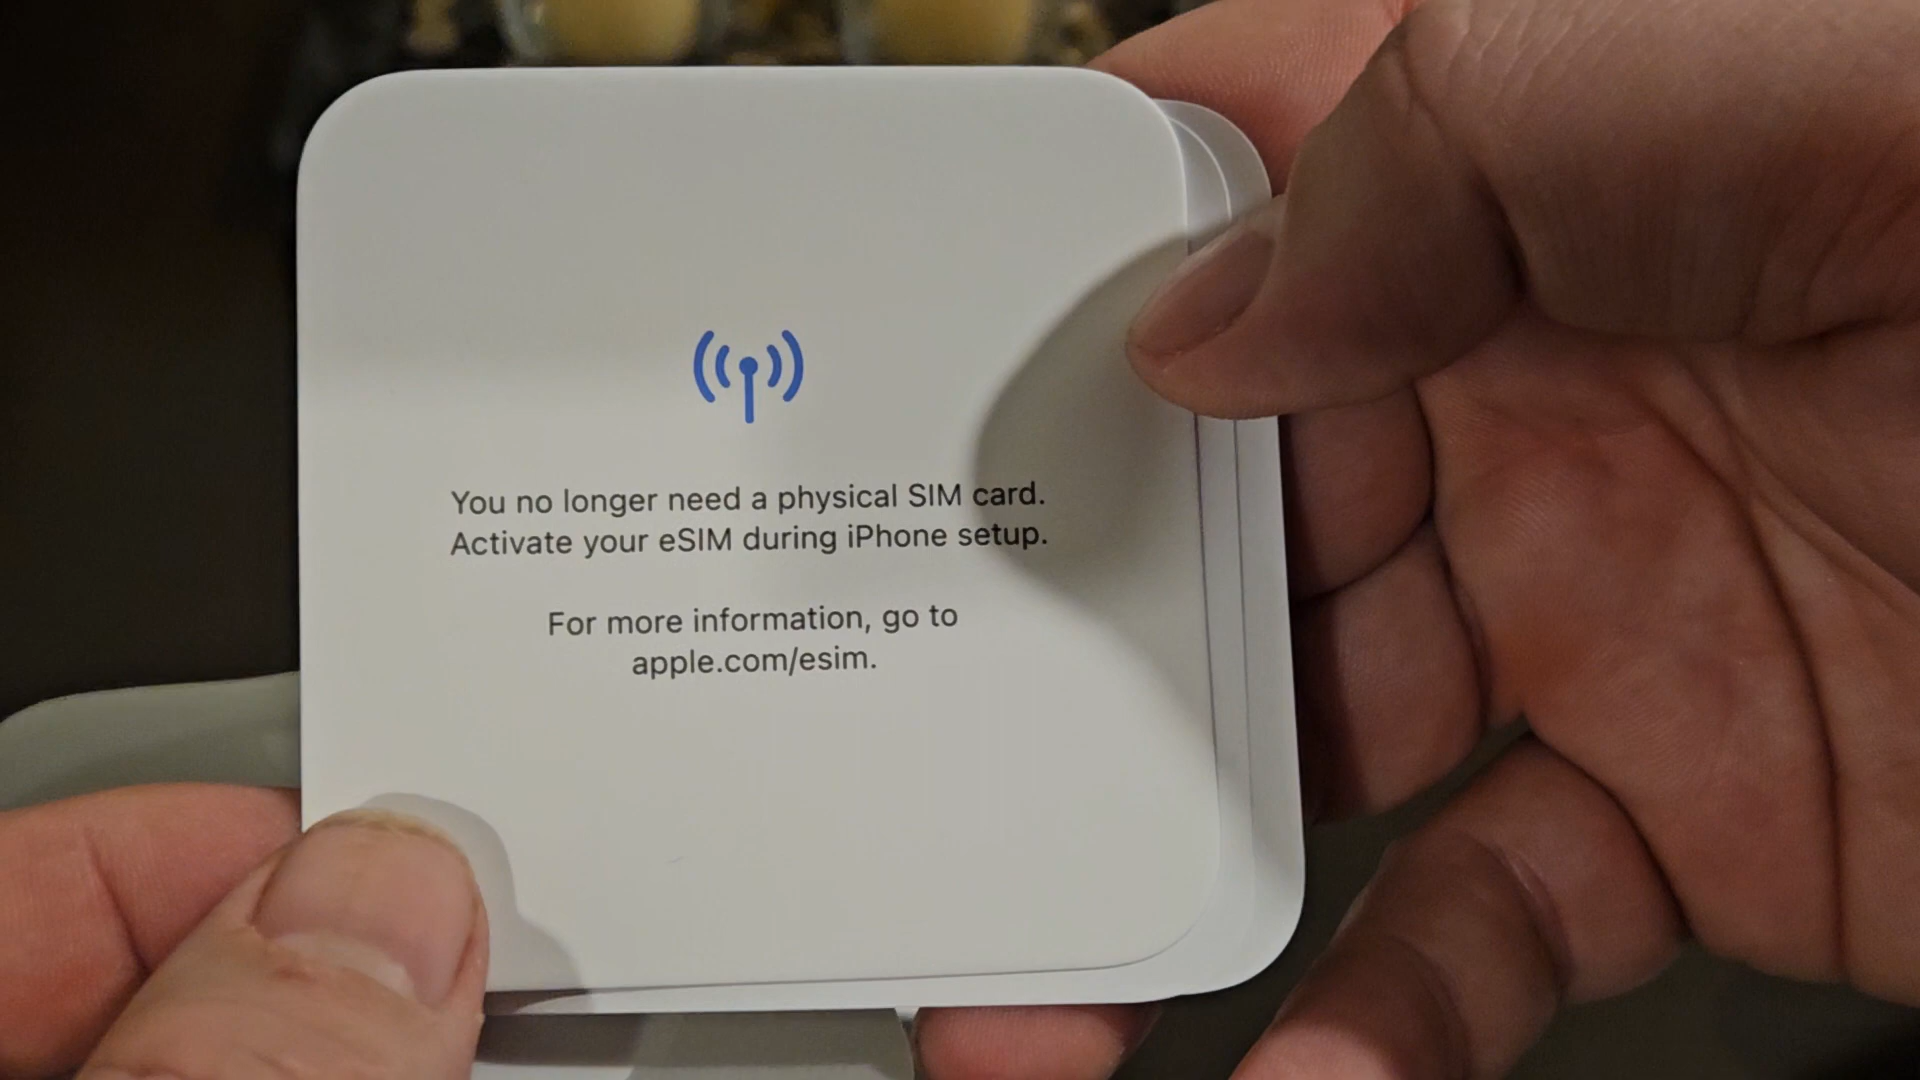 You no longer need a physical SIM card.
Activate your eSIM during iPhone setup.
For more information, go to
apple.com/esim.